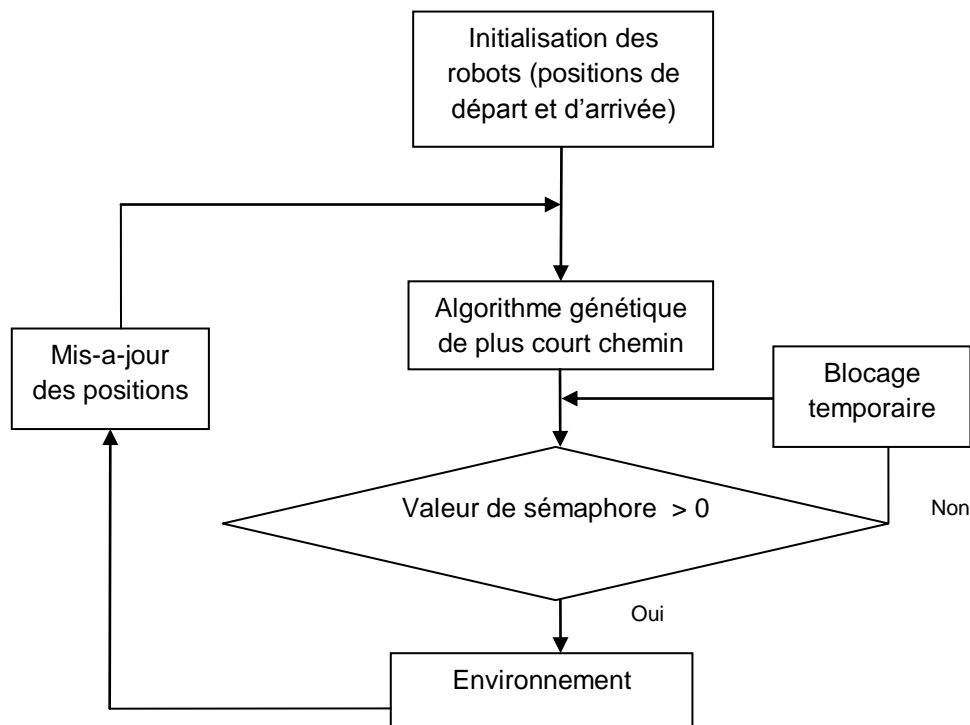 Initialisation des
robots (positions de
départ et d’arrivée)
Algorithme génétique
de plus court chemin
Mis-a-jour
des positions
Blocage
temporaire
Valeur de sémaphore > 0
Non
Oui
Environnement